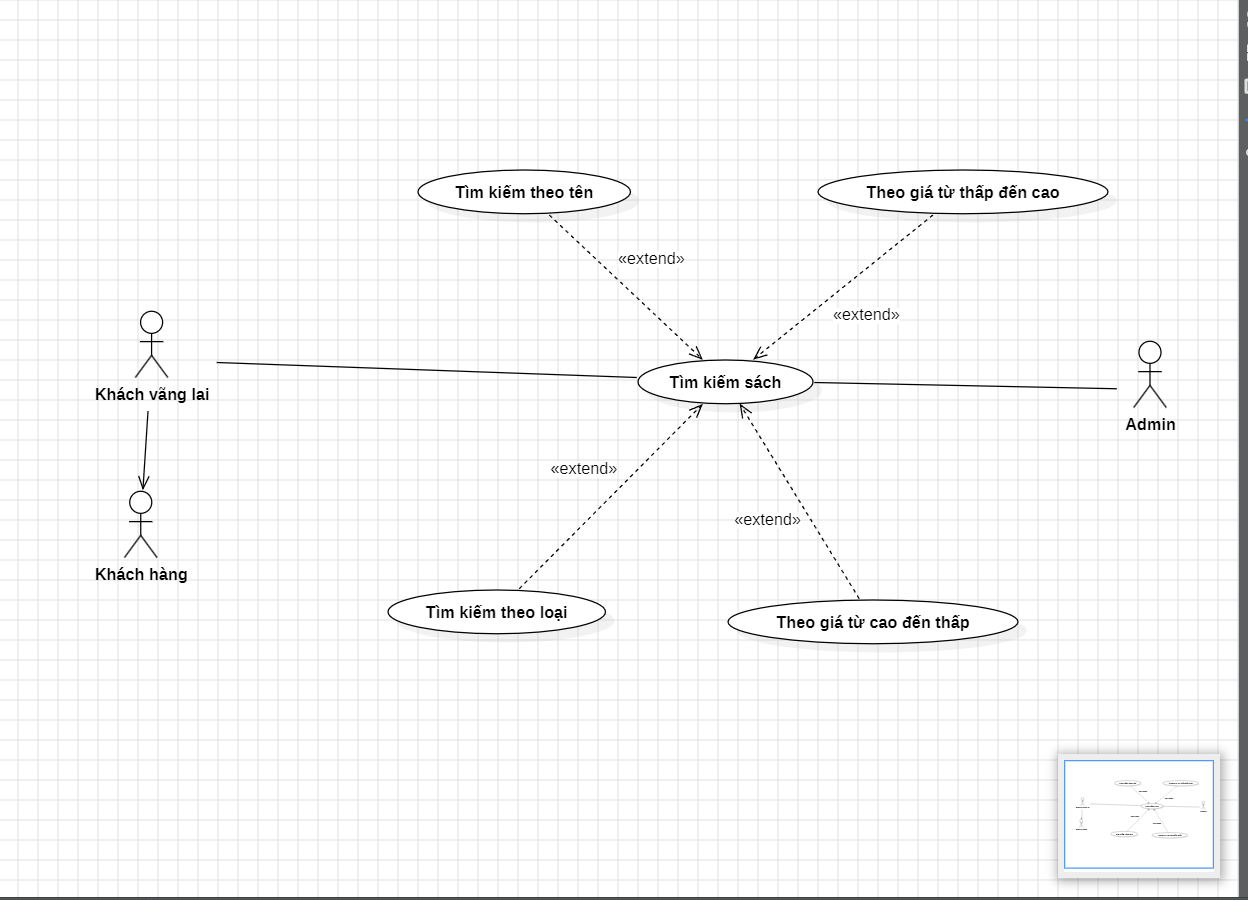 Tìm kiếm theo tên
Theo giá từ thấp đến cao
«extend»
«extend»
Khách vãng lai
Tìm kiếm sách
Admin
«extend»
«extend»
Khách hàng
Tìm kiếm theo loại
Theo giá từ cao đến thấp